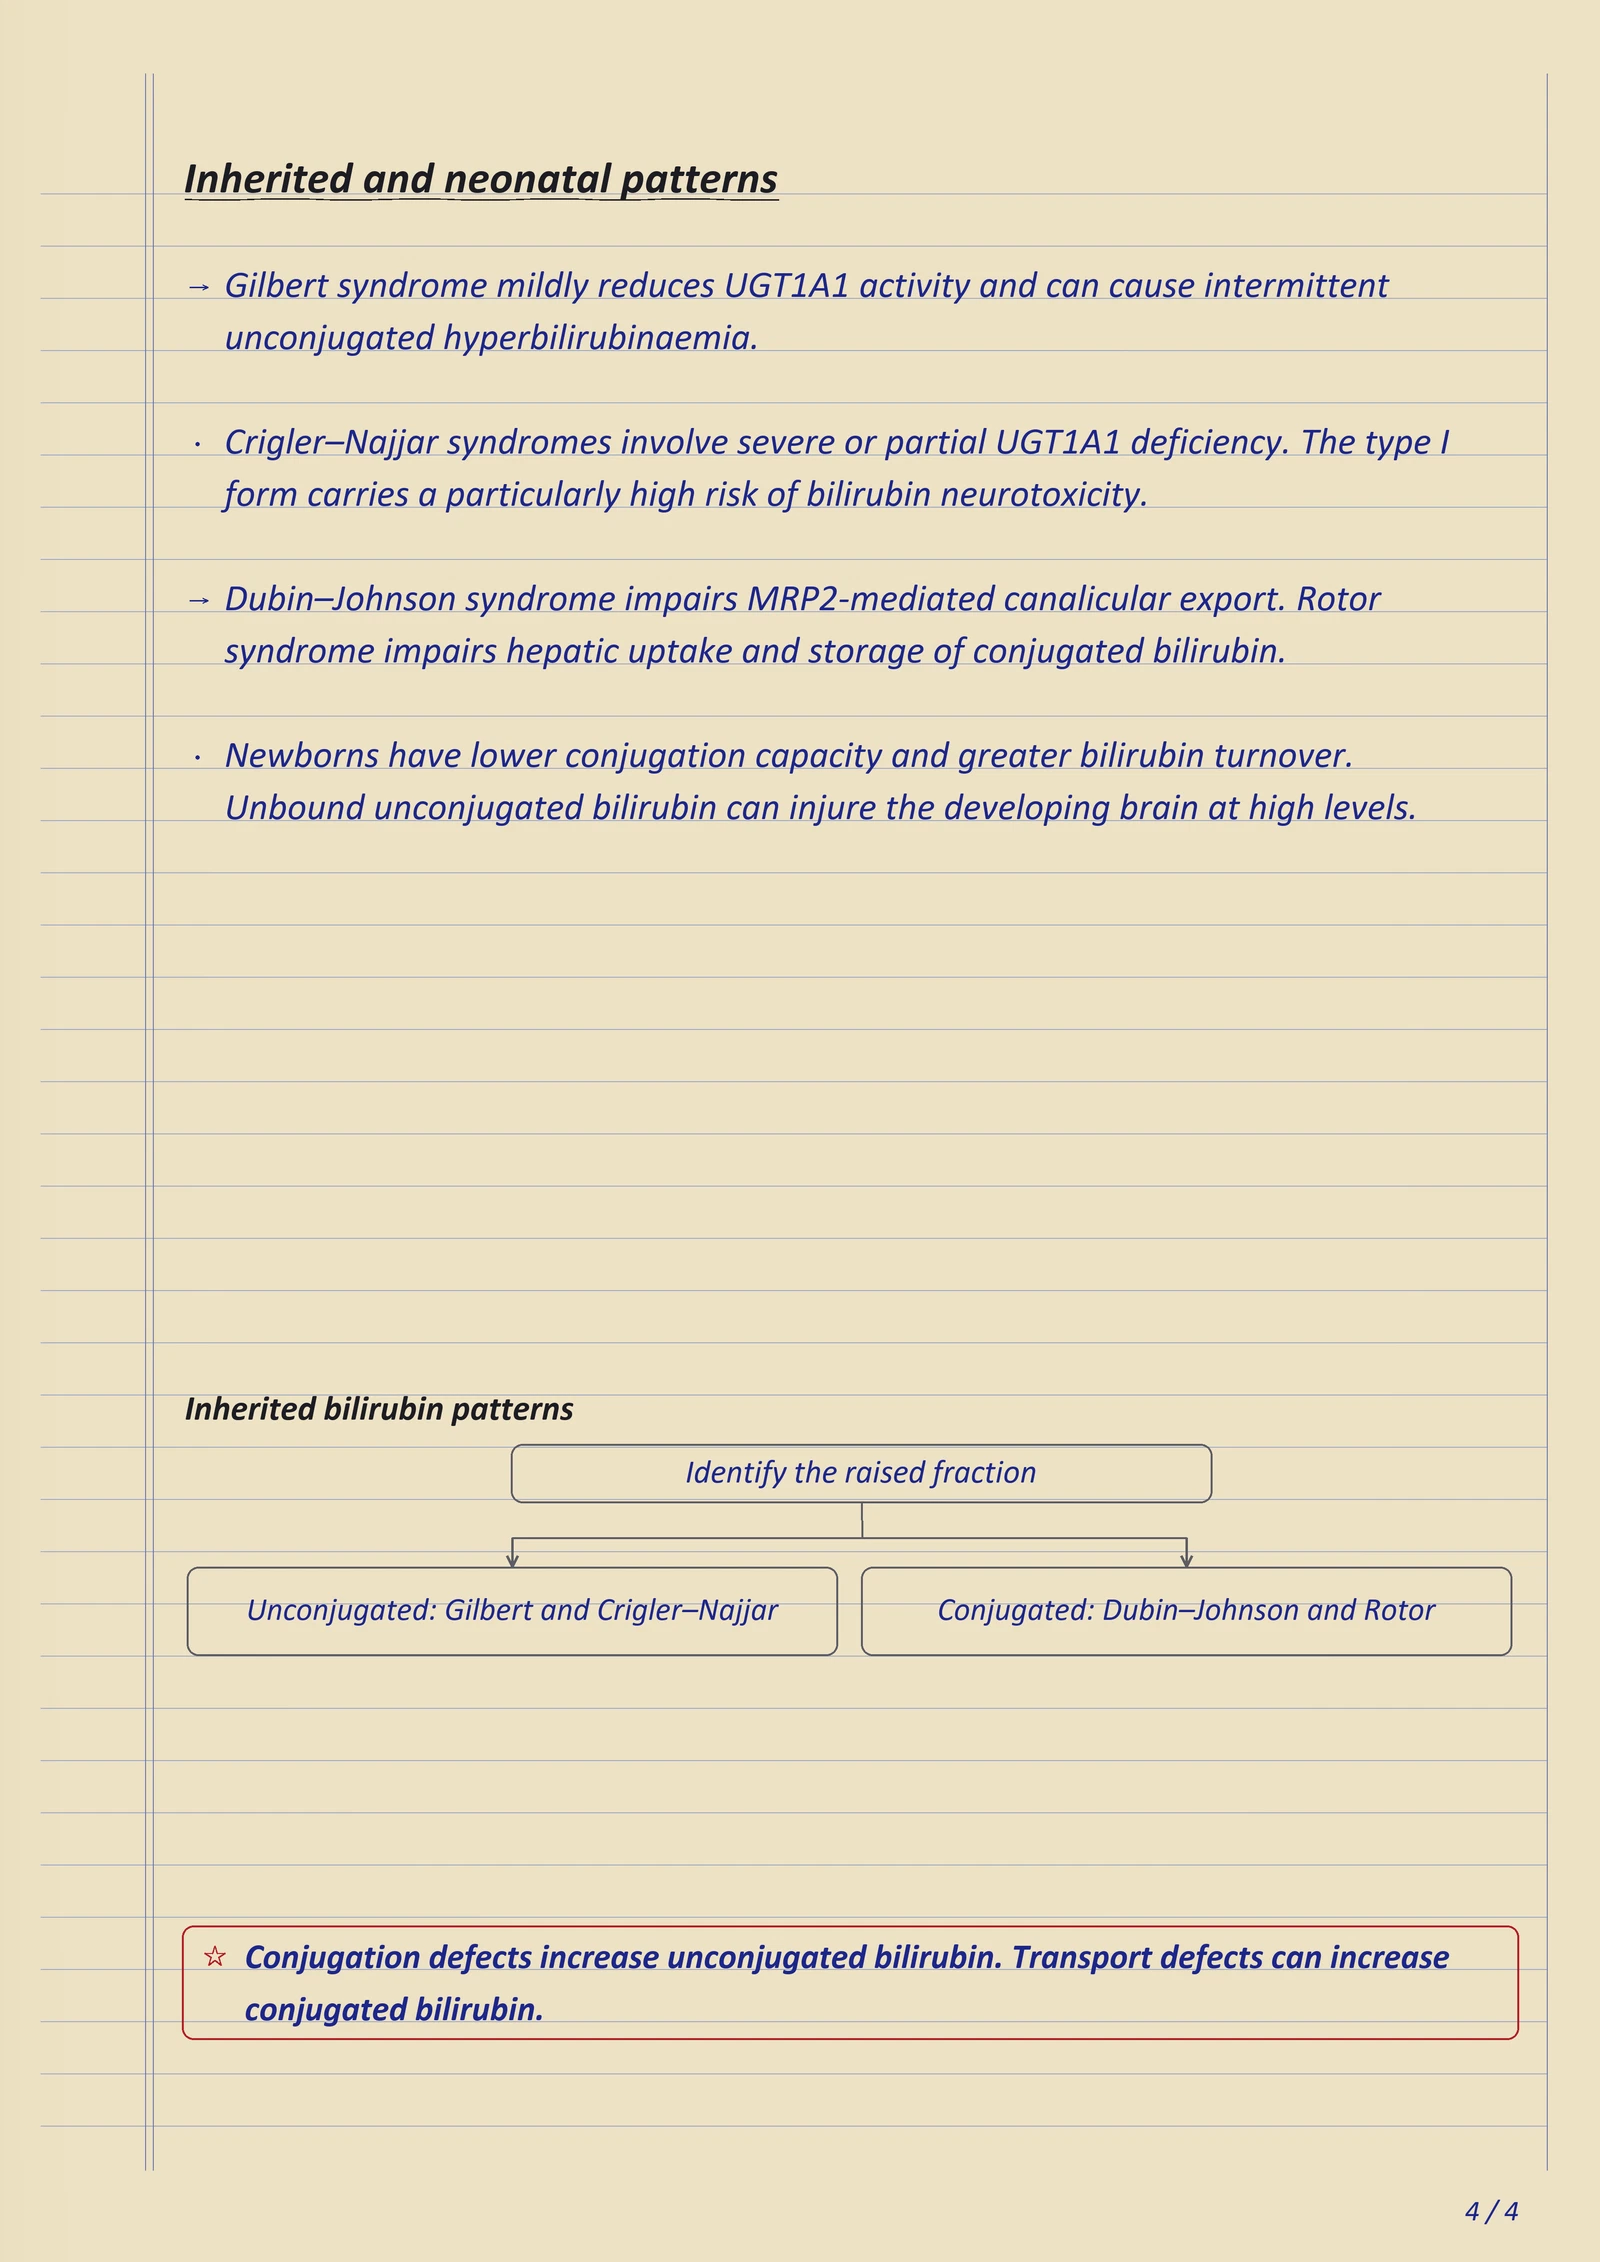 Inherited and neonatal patterns
→ Gilbert syndrome mildly reduces UGT1A1 activity and can cause intermittent
unconjugated hyperbilirubinaemia.
· Crigler–Najjar syndromes involve severe or partial UGT1A1 deficiency. The type I
form carries a particularly high risk of bilirubin neurotoxicity.
→ Dubin–Johnson syndrome impairs MRP2-mediated canalicular export. Rotor
syndrome impairs hepatic uptake and storage of conjugated bilirubin.
· Newborns have lower conjugation capacity and greater bilirubin turnover.
Unbound unconjugated bilirubin can injure the developing brain at high levels.
Inherited bilirubin patterns
Identify the raised fraction
Unconjugated: Gilbert and Crigler–Najjar
Conjugated: Dubin–Johnson and Rotor
☆ Conjugation defects increase unconjugated bilirubin. Transport defects can increase
conjugated bilirubin.
4 / 4